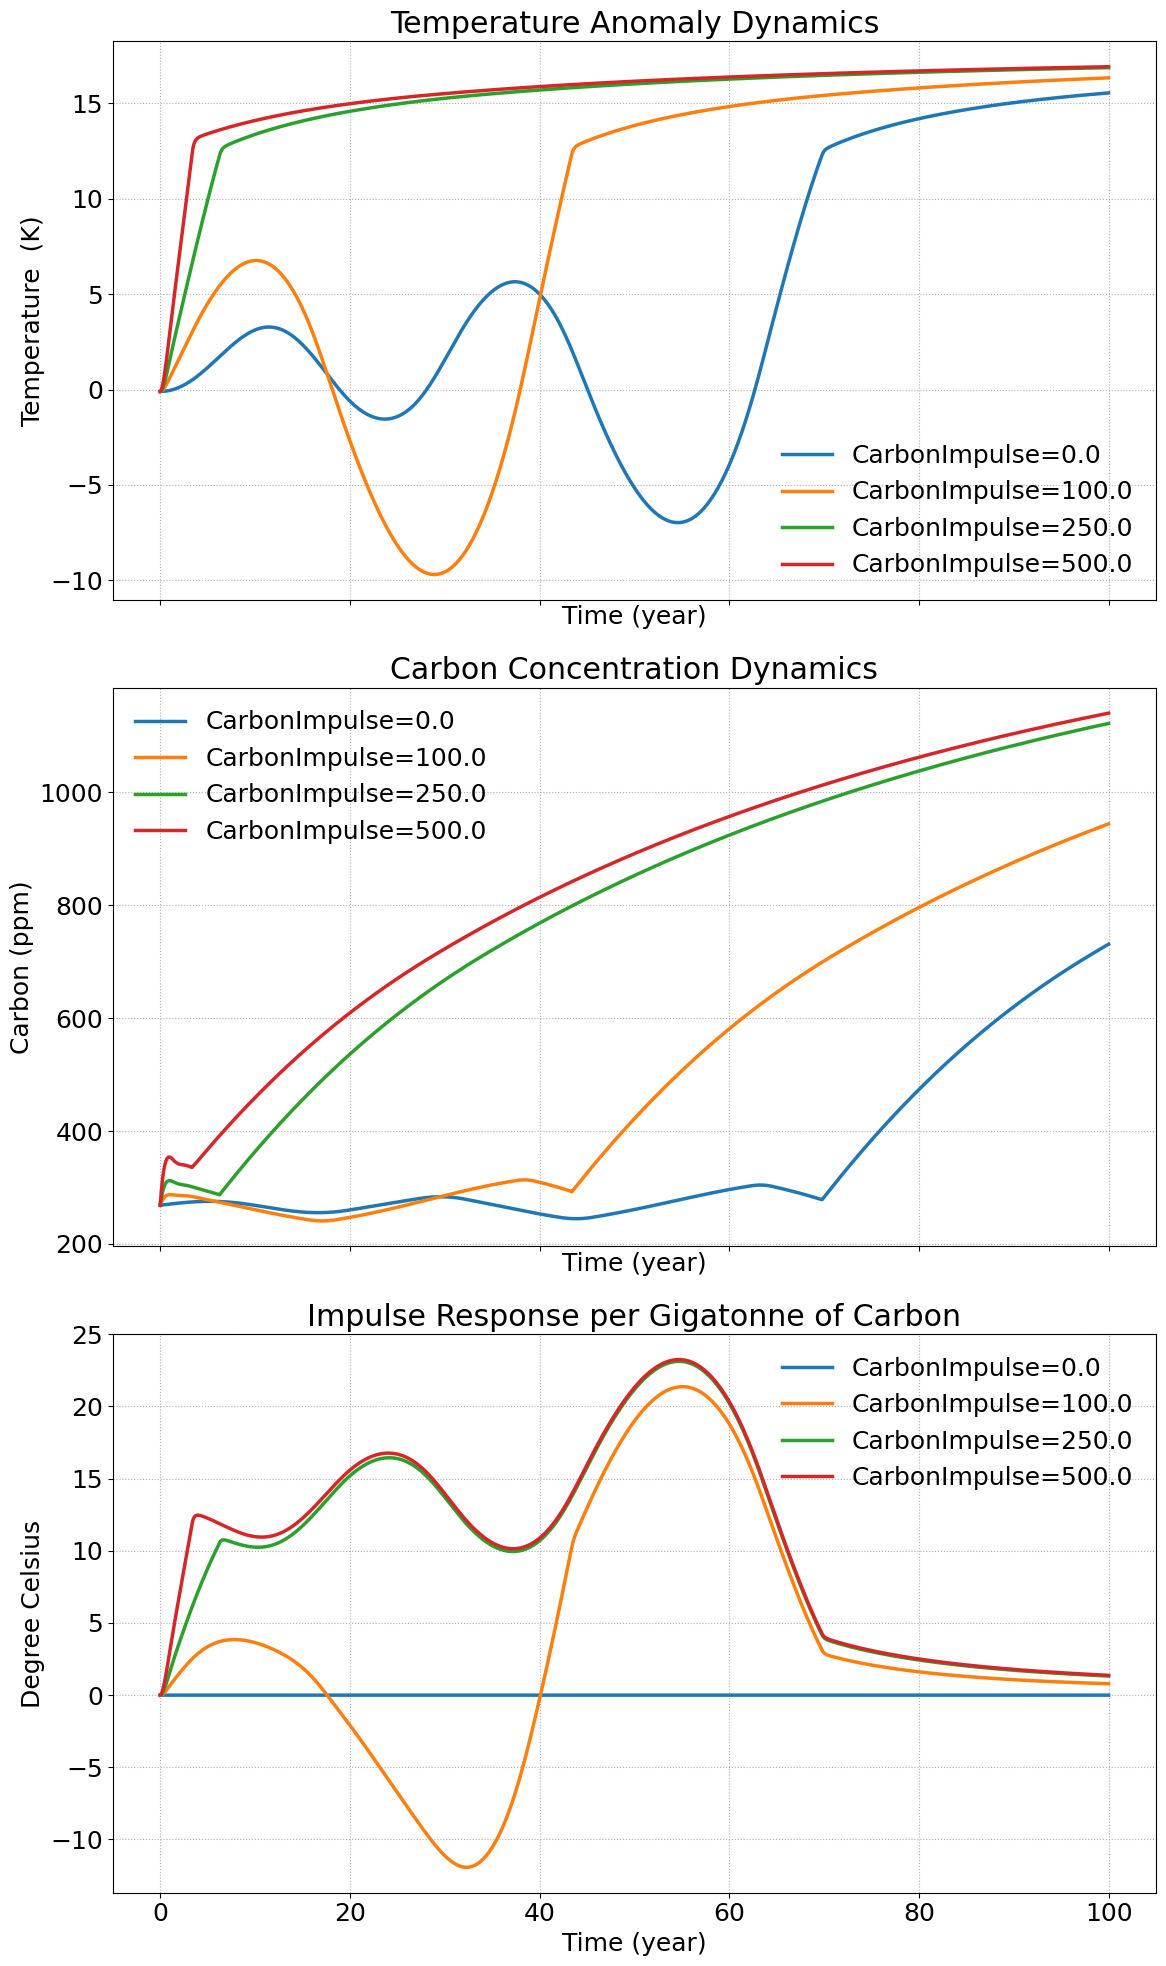 Temperature Anomaly Dynamics
15
10
5
0
−5
−10
Temperature  (K)
CarbonImpulse=0.0
CarbonImpulse=100.0
CarbonImpulse=250.0
CarbonImpulse=500.0
Time (year)
Carbon Concentration Dynamics
CarbonImpulse=0.0
CarbonImpulse=100.0
CarbonImpulse=250.0
CarbonImpulse=500.0
1000
800
600
400
200
Carbon (ppm)
Time (year)
Impulse Response per Gigatonne of Carbon
25
20
15
10
5
0
−5
−10
Degree Celsius
CarbonImpulse=0.0
CarbonImpulse=100.0
CarbonImpulse=250.0
CarbonImpulse=500.0
0 20 40 60 80 100
Time (year)